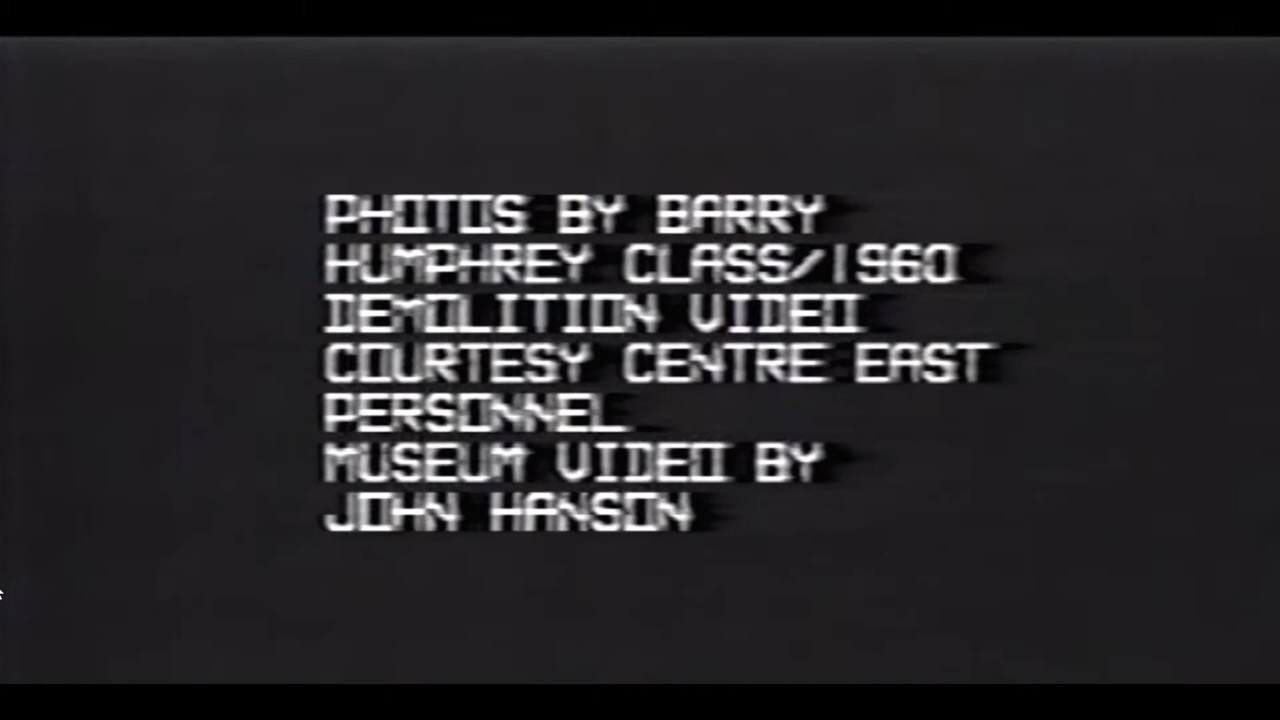 PHOTOS BY BARRY
HUMPHREY CLASS/1960
DEMOLITION VIDEO
COURTESY CENTRE EAST
PERSONNEL
MUSEUM VIDEO BY
JOHN HANSON